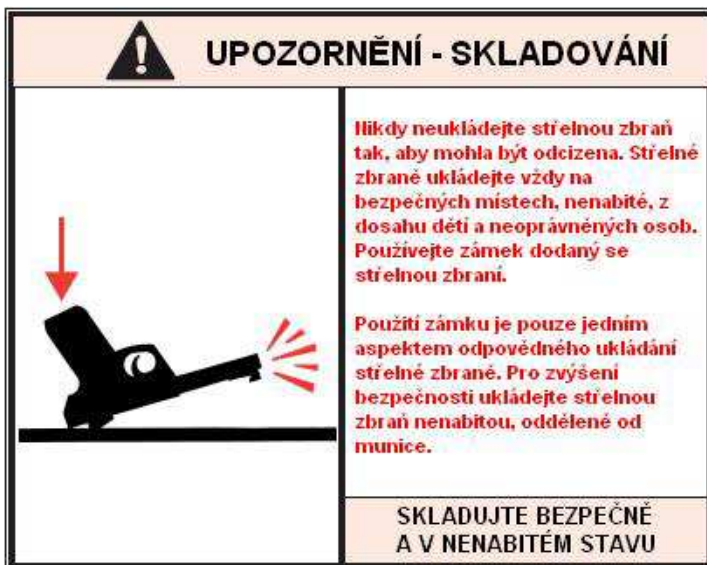 UPOZORNĚNÍ - SKLADOVÁNÍ
Nikdy neukládejte střelnou zbraň
tak, aby mohla být odcizena. Střelné
zbraně ukládejte vždy na
bezpečných místech, nenabité, z
dosahu dětí a neoprávněných osob.
Používejte zámek dodaný se
střelnou zbraní.
Použití zámku je pouze jedním
aspektem odpovědného ukládání
střelné zbraně. Pro zvýšení
bezpečnosti ukládejte střelnou
zbraň nenabitou, oddělené od
munice.
SKLADUJTE BEZPEČNĚ
A V NENABITÉM STAVU